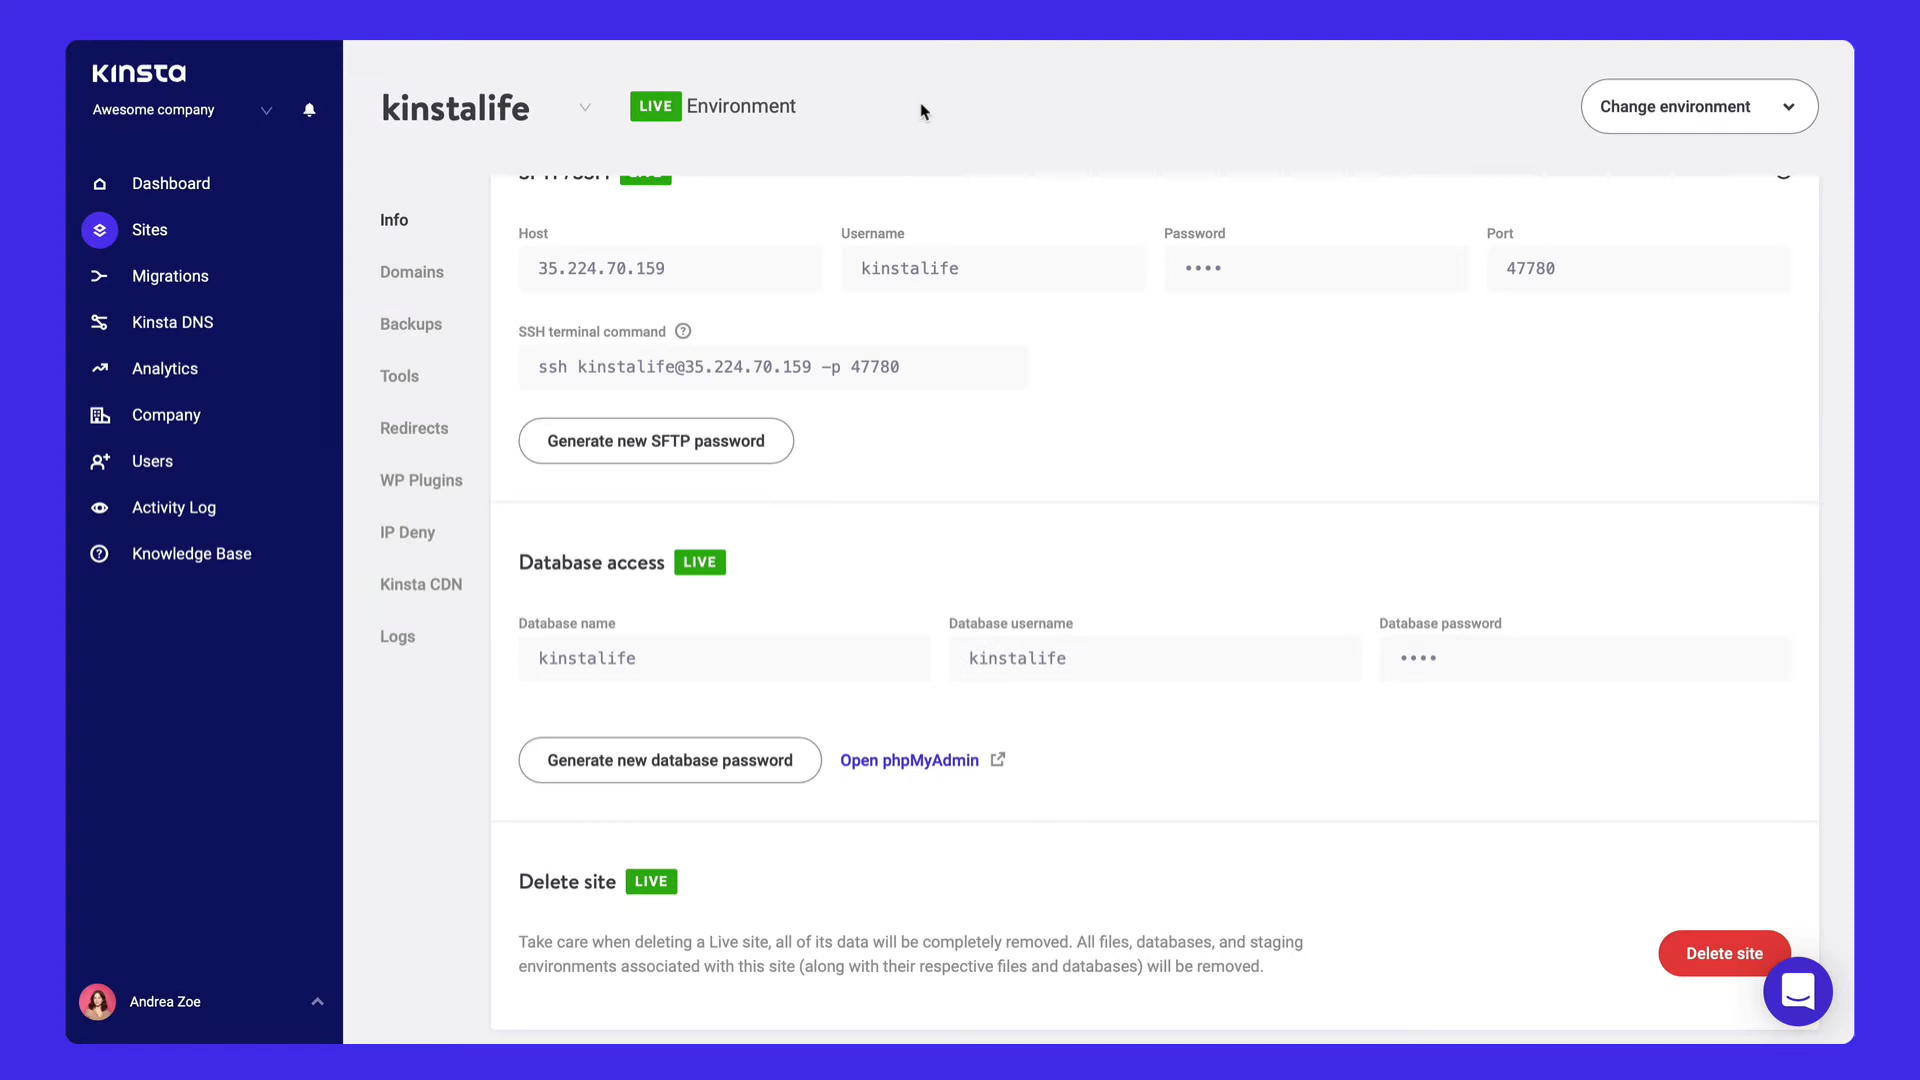 Kinsta
Awesome company
Dashboard
Sites
Migrations
Kinsta DNS
Analytics
Company
Users
Activity Log
Knowledge Base
Andrea Zoe
kinstalife
LIVE Environment
Change environment
Info
Domains
Backups
Tools
Redirects
WP Plugins
IP Deny
Kinsta CDN
Logs
Host Username Password Port
35.224.70.159 kinstalife •••• 47780
SSH terminal command ?
ssh kinstalife@35.224.70.159 -p 47780
Generate new SFTP password
Database access LIVE
Database name Database username Database password
kinstalife kinstalife ••••
Generate new database password Open phpMyAdmin
Delete site LIVE
Take care when deleting a Live site, all of its data will be completely removed. All files, databases, and staging
environments associated with this site (along with their respective files and databases) will be removed.
Delete site